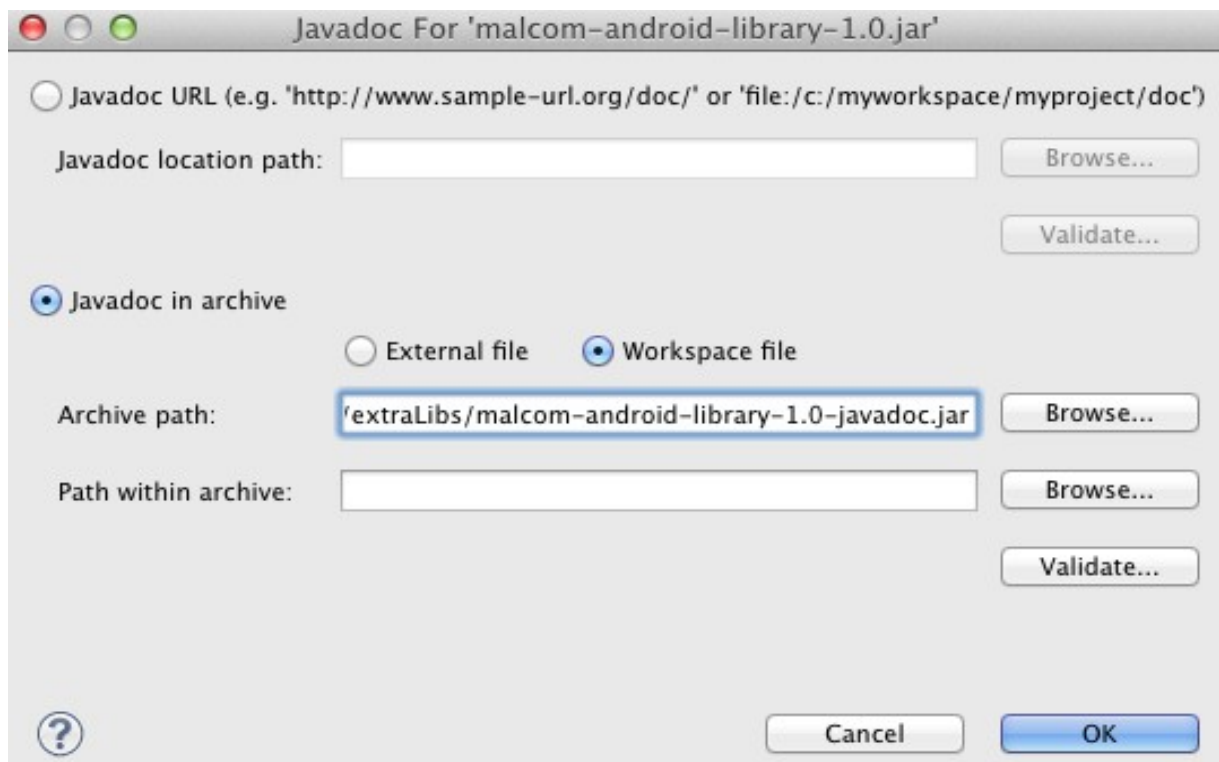 Javadoc For 'malcom-android-library-1.0.jar'
Javadoc URL (e.g. 'http://www.sample-url.org/doc/' or 'file:/c:/myworkspace/myproject/doc')
Javadoc location path: Browse...
Validate...
Javadoc in archive
External file Workspace file
Archive path: /extraLibs/malcom-android-library-1.0-javadoc.jar Browse...
Path within archive: Browse...
Validate...
? Cancel OK